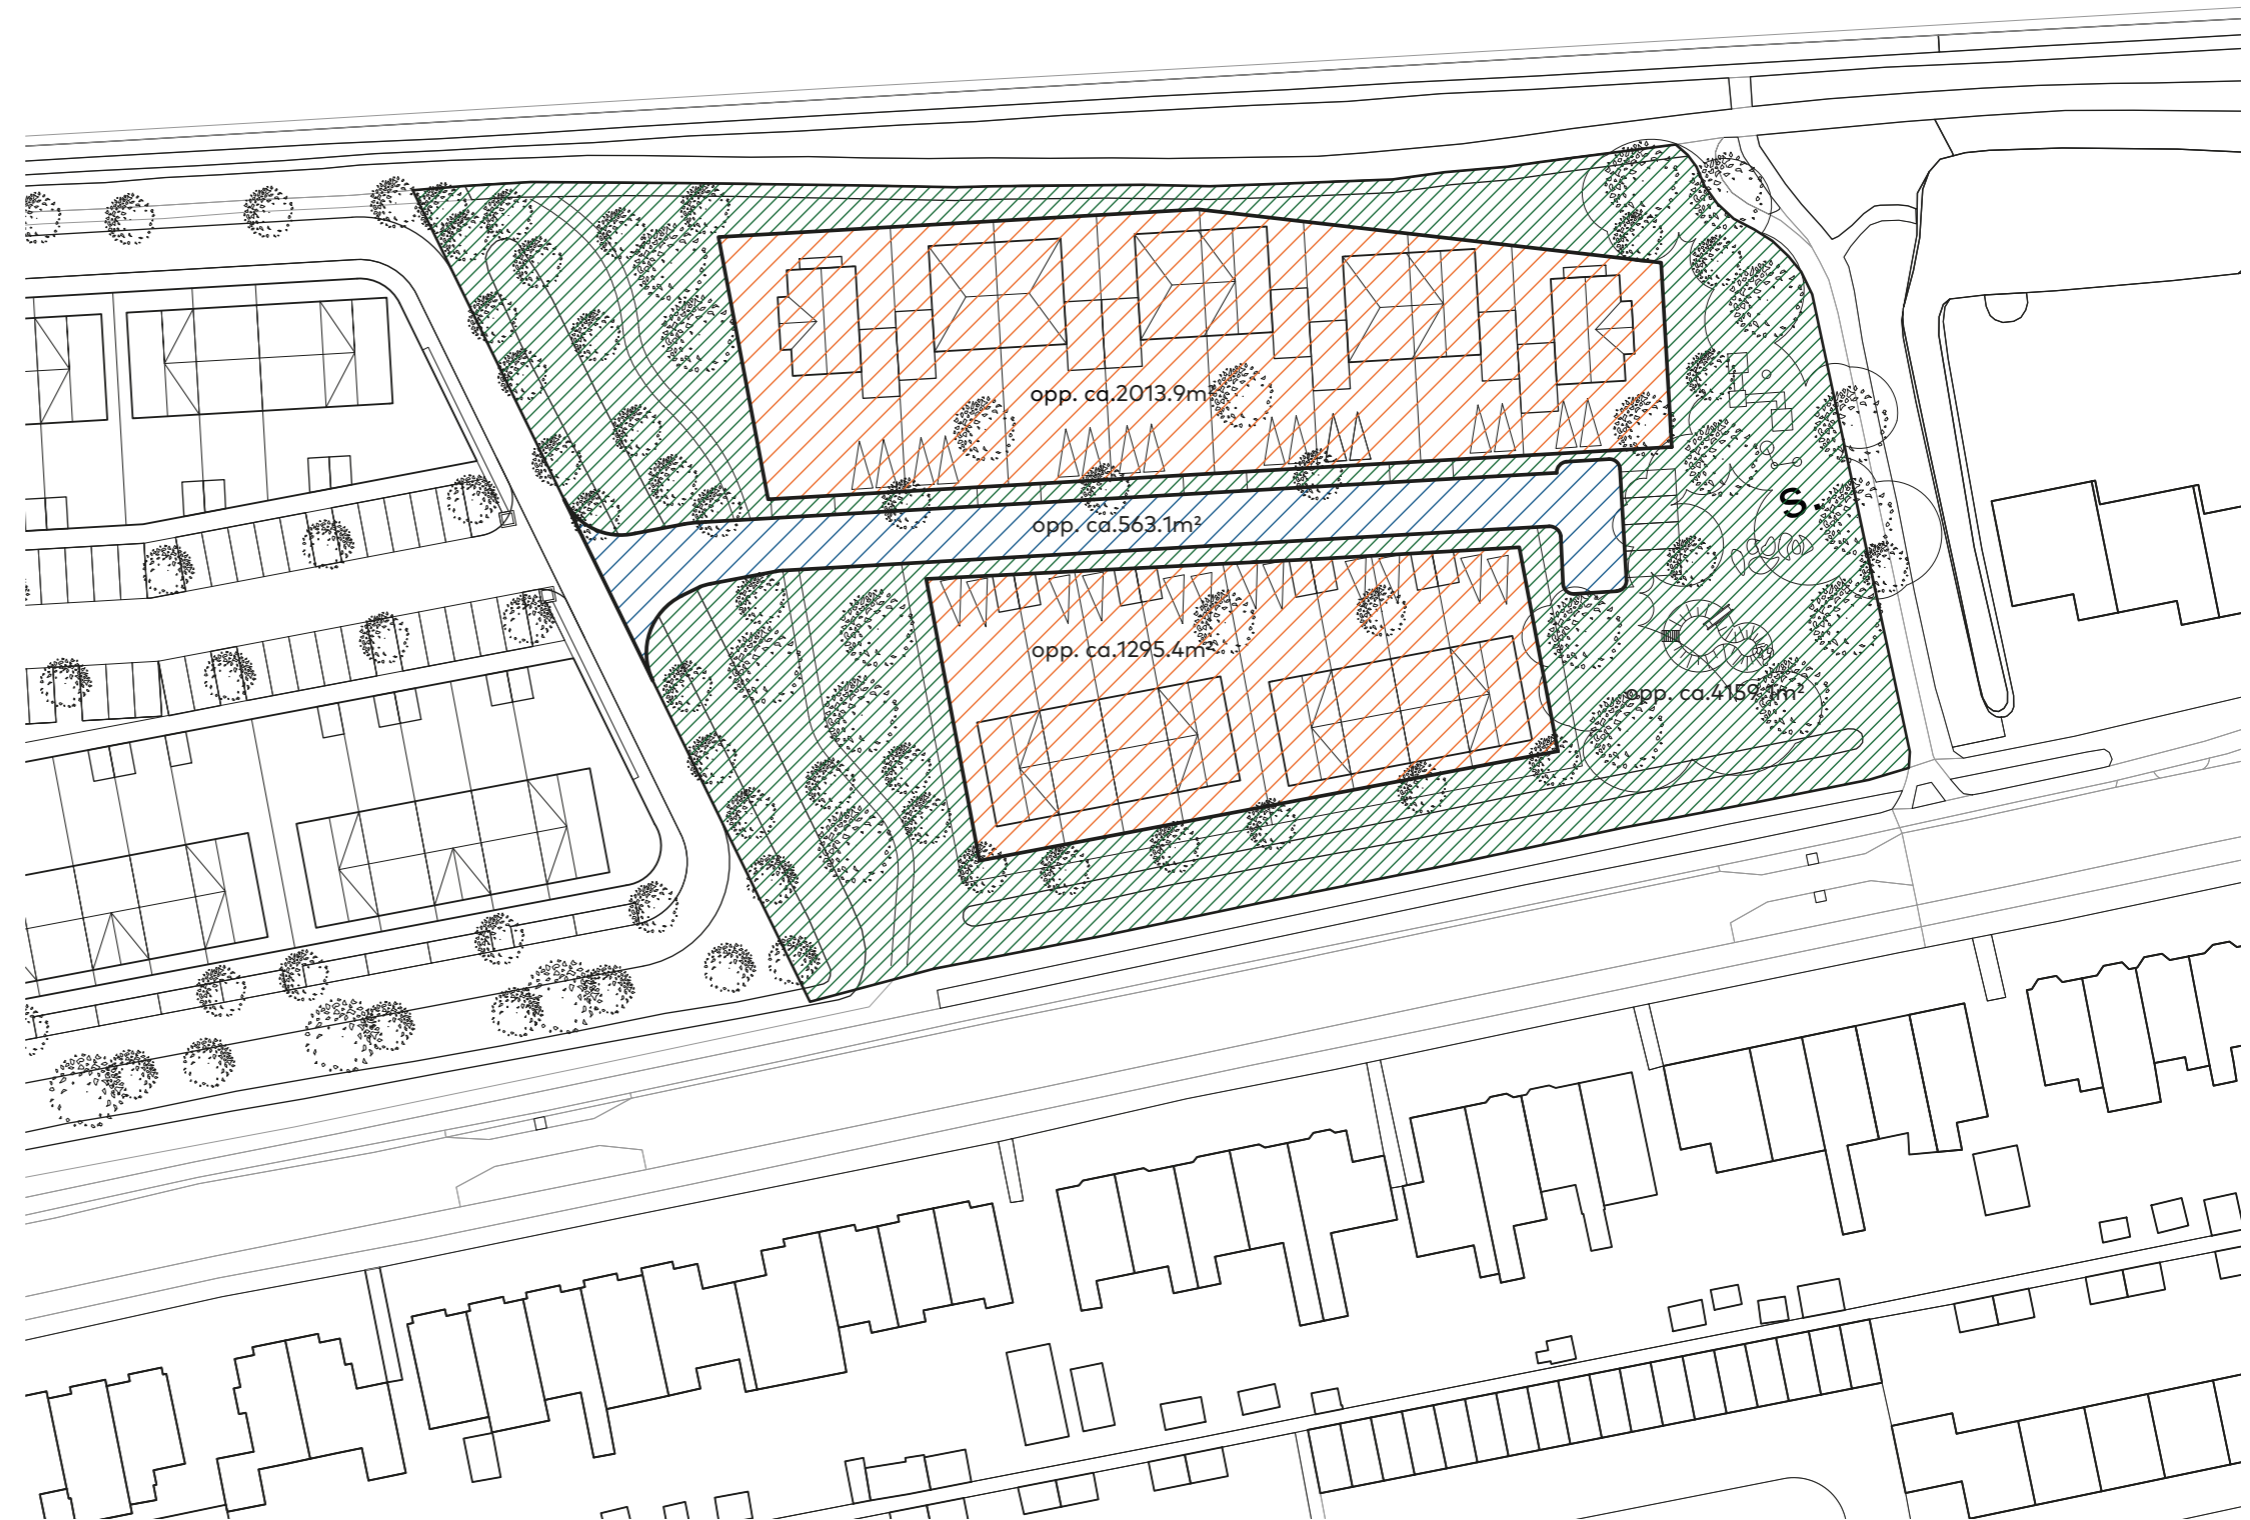 opp. ca.2013.9m²
S.
opp. ca.563.1m²
opp. ca.1295.4m²
opp. ca.4159.1m²